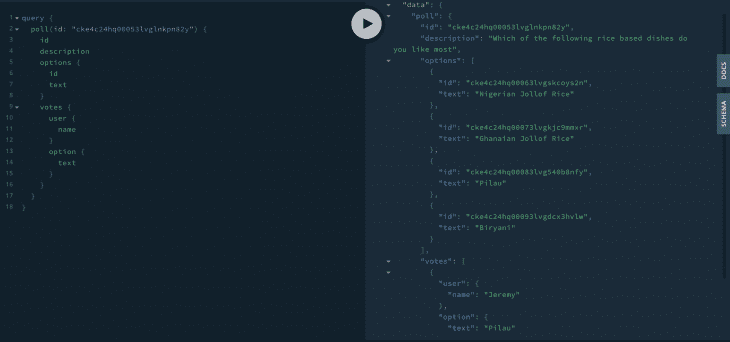 1 query {
2 poll(id: "cke4c24hq00053lvglnkpn82y") {
3 id
4 description
5 options {
6 id
7 text
8 }
9 votes {
10 user {
11 name
12 }
13 option {
14 text
15 }
16 }
17 }
18 }
"data": {
"poll": {
"id": "cke4c24hq00053lvglnkpn82y",
"description": "Which of the following rice based dishes do
you like most",
"options": [
{
"id": "cke4c24hq00063lvgskcoys2n",
"text": "Nigerian Jollof Rice"
},
{
"id": "cke4c24hq00073lvgkjc9mmxr",
"text": "Ghanaian Jollof Rice"
},
{
"id": "cke4c24hq00083lvg540b8nfy",
"text": "Pilau"
},
{
"id": "cke4c24hq00093lvgdcx3hvlw",
"text": "Biryani"
}
],
"votes": [
{
"user": {
"name": "Jeremy"
},
"option": {
"text": "Pilau"
DOCS
SCHEMA